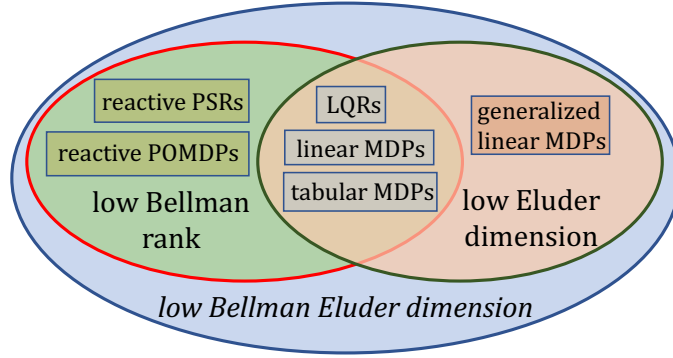 reactive PSRs
reactive POMDPs
low Bellman
rank
LQRs
linear MDPs
tabular MDPs
generalized
linear MDPs
low Eluder
dimension
low Bellman Eluder dimension